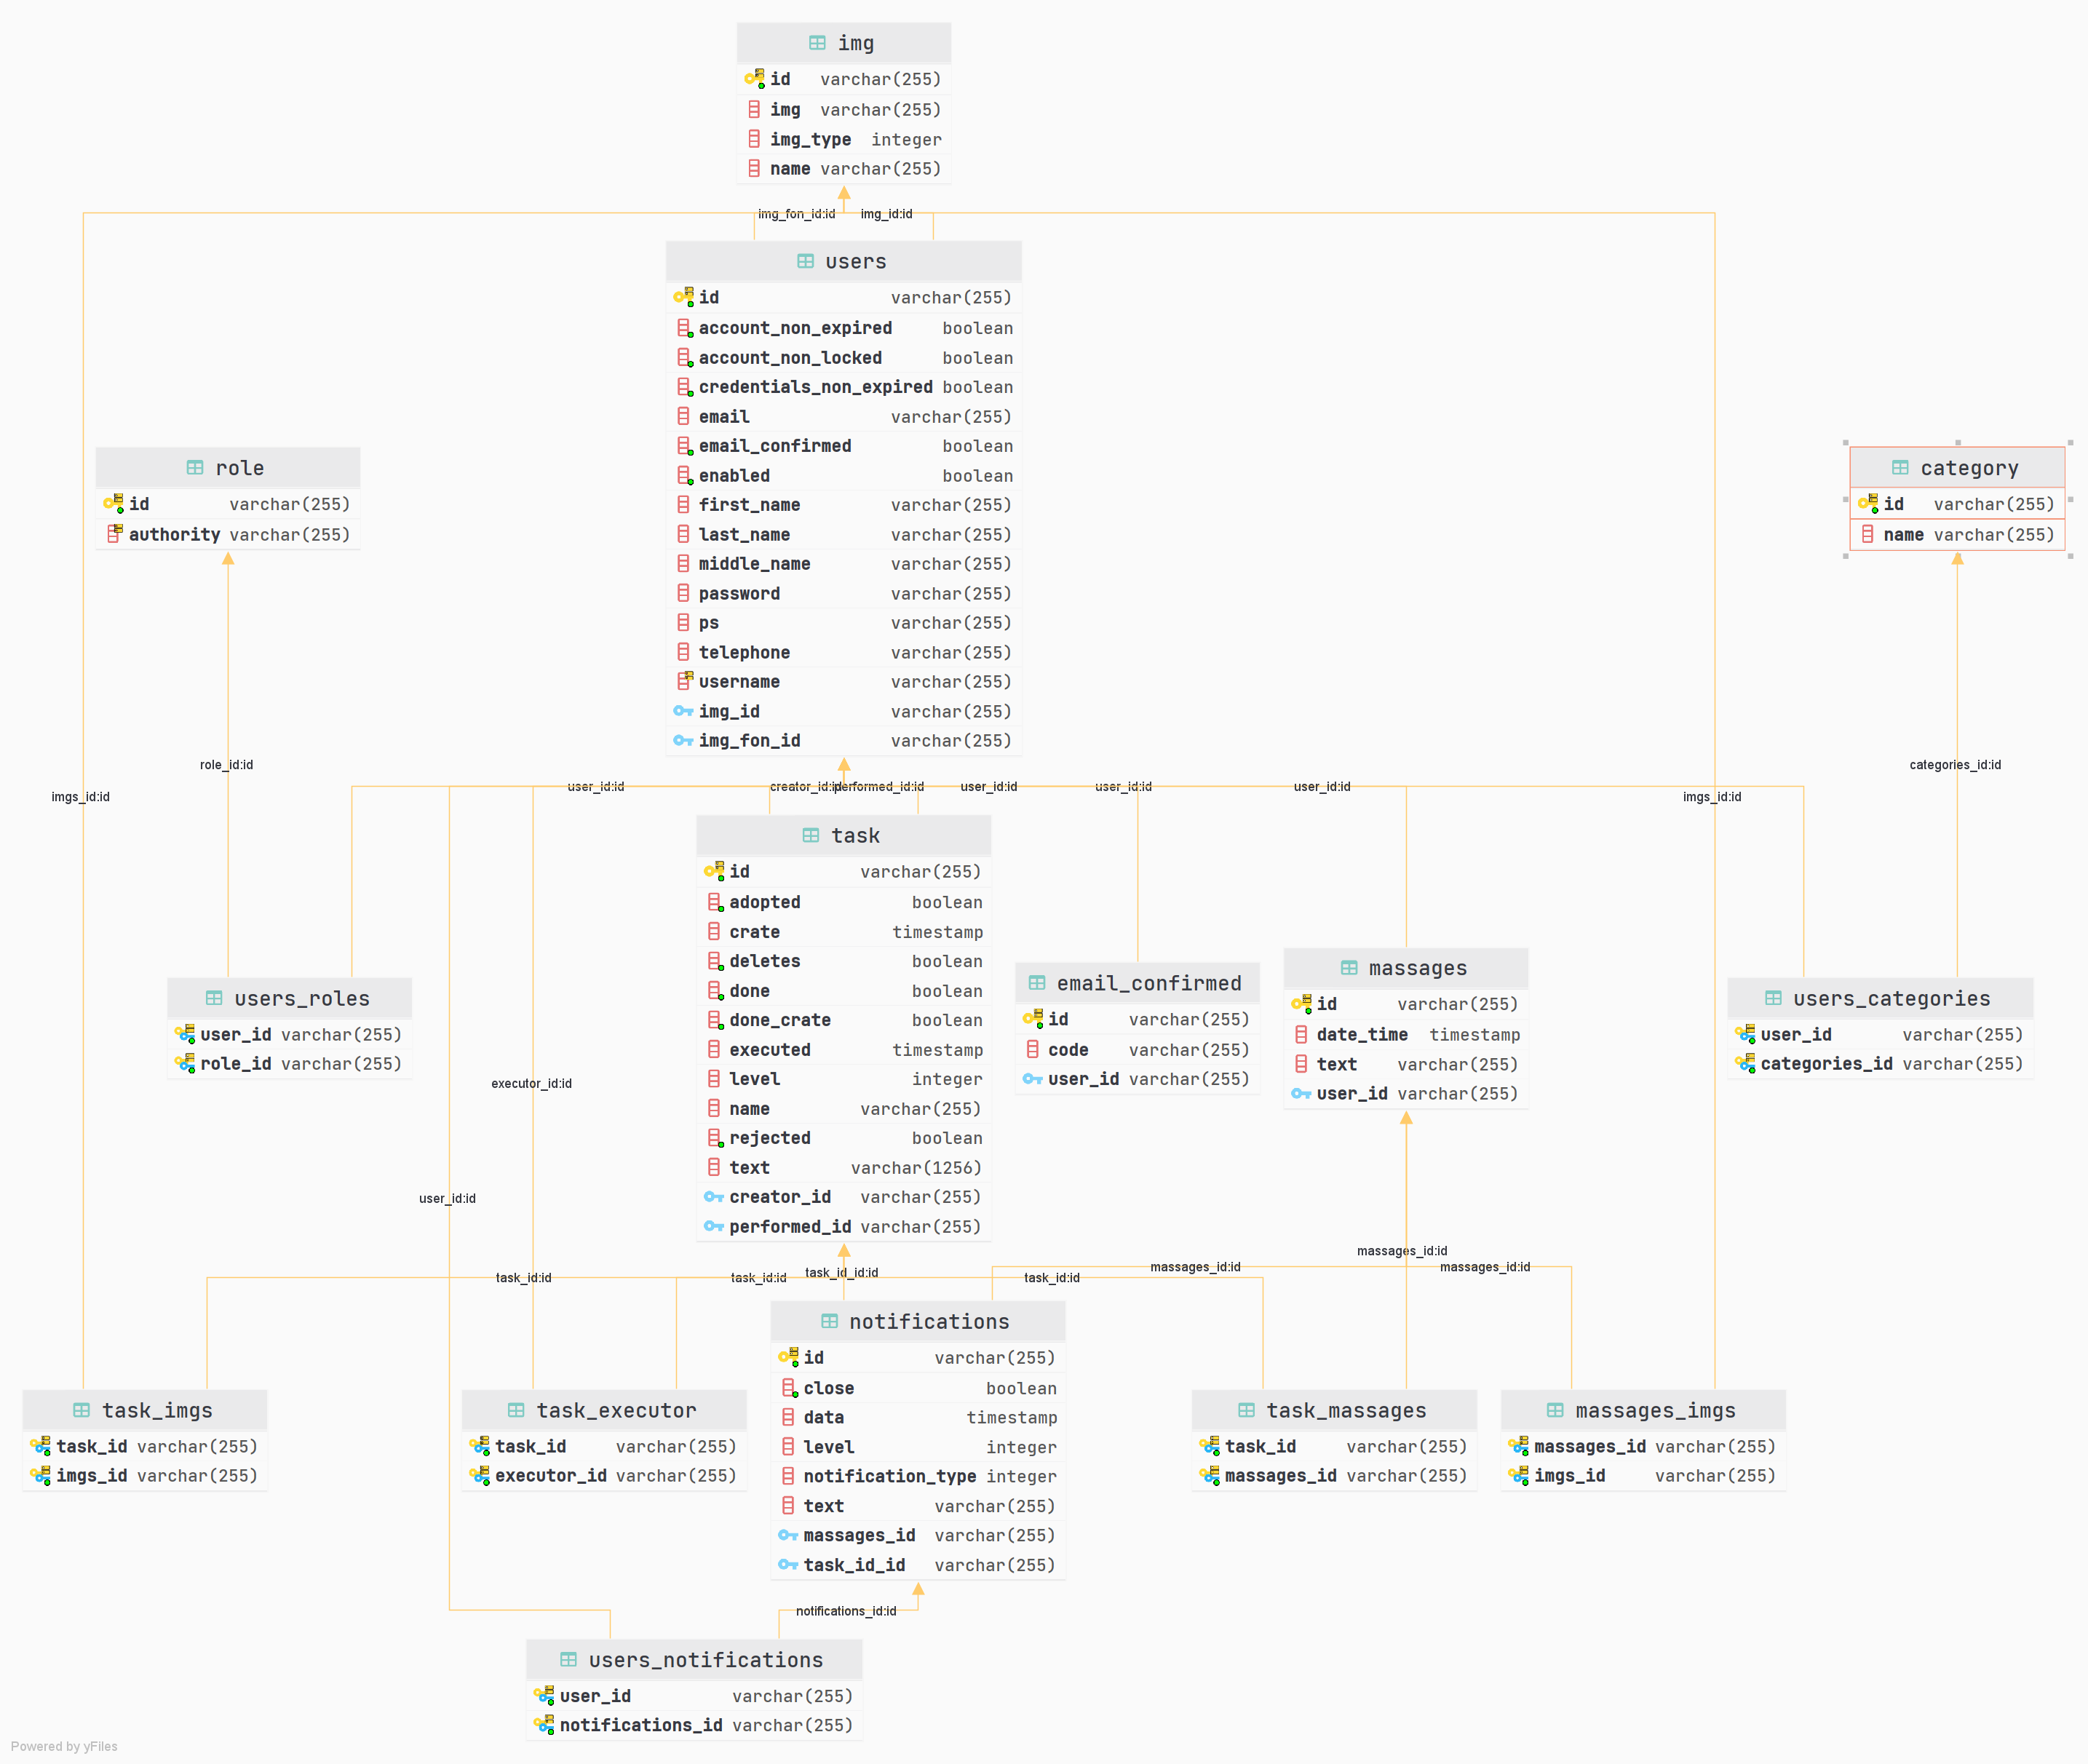 img
id varchar(255)
img varchar(255)
img_type integer
name varchar(255)
img_fon_id:id img_id:id
users
id varchar(255)
account_non_expired boolean
account_non_locked boolean
credentials_non_expired boolean
email varchar(255)
email_confirmed boolean
enabled boolean
first_name varchar(255)
last_name varchar(255)
middle_name varchar(255)
password varchar(255)
ps varchar(255)
telephone varchar(255)
username varchar(255)
img_id varchar(255)
img_fon_id varchar(255)
role
id varchar(255)
authority varchar(255)
category
id varchar(255)
name varchar(255)
role_id:id
categories_id:id
imgs_id:id
imgs_id:id
user_id:id
creator_id:id
performed_id:id
user_id:id
user_id:id
user_id:id
task
id varchar(255)
adopted boolean
crate timestamp
deletes boolean
done boolean
done_crate boolean
executed timestamp
level integer
name varchar(255)
rejected boolean
text varchar(1256)
creator_id varchar(255)
performed_id varchar(255)
users_roles
user_id varchar(255)
role_id varchar(255)
email_confirmed
id varchar(255)
code varchar(255)
user_id varchar(255)
massages
id varchar(255)
date_time timestamp
text varchar(255)
user_id varchar(255)
users_categories
user_id varchar(255)
categories_id varchar(255)
executor_id:id
user_id:id
massages_id:id
massages_id:id
massages_id:id
task_id:id
task_id:id
task_id_id:id
task_id:id
notifications
id varchar(255)
close boolean
data timestamp
level integer
notification_type integer
text varchar(255)
massages_id varchar(255)
task_id_id varchar(255)
task_imgs
task_id varchar(255)
imgs_id varchar(255)
task_executor
task_id varchar(255)
executor_id varchar(255)
task_massages
task_id varchar(255)
massages_id varchar(255)
massages_imgs
massages_id varchar(255)
imgs_id varchar(255)
notifications_id:id
users_notifications
user_id varchar(255)
notifications_id varchar(255)
Powered by yFiles